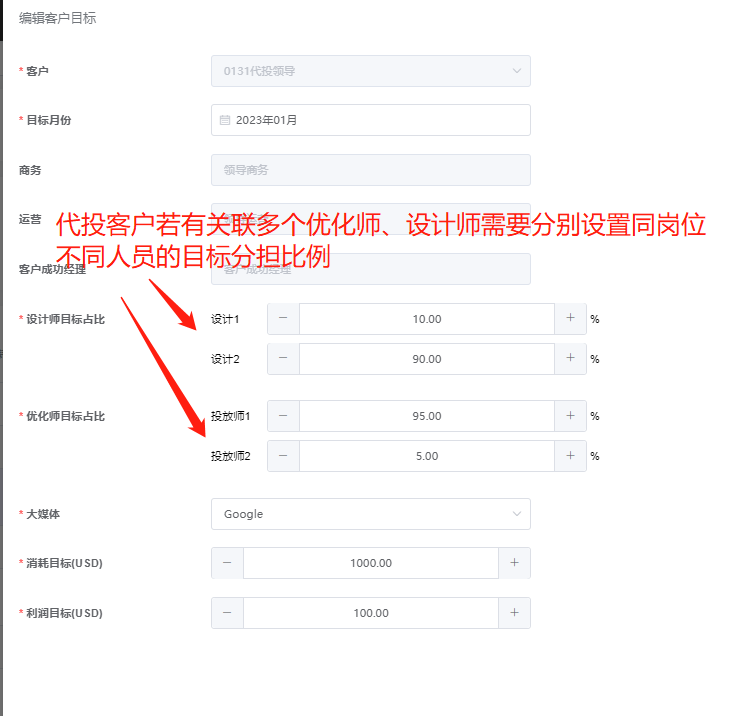 编辑客户目标
* 客户 0131代投领导
* 目标月份 2023年01月
商务 领导商务
运营
代投客户若有关联多个优化师、设计师需要分别设置同岗位
不同人员的目标分担比例
客户成功经理 客户成功经理
* 设计师目标占比 设计1 − 10.00 + %
设计2 − 90.00 + %
* 优化师目标占比 投放师1 − 95.00 + %
投放师2 − 5.00 + %
* 大媒体 Google
* 消耗目标(USD) − 1000.00 +
* 利润目标(USD) − 100.00 +